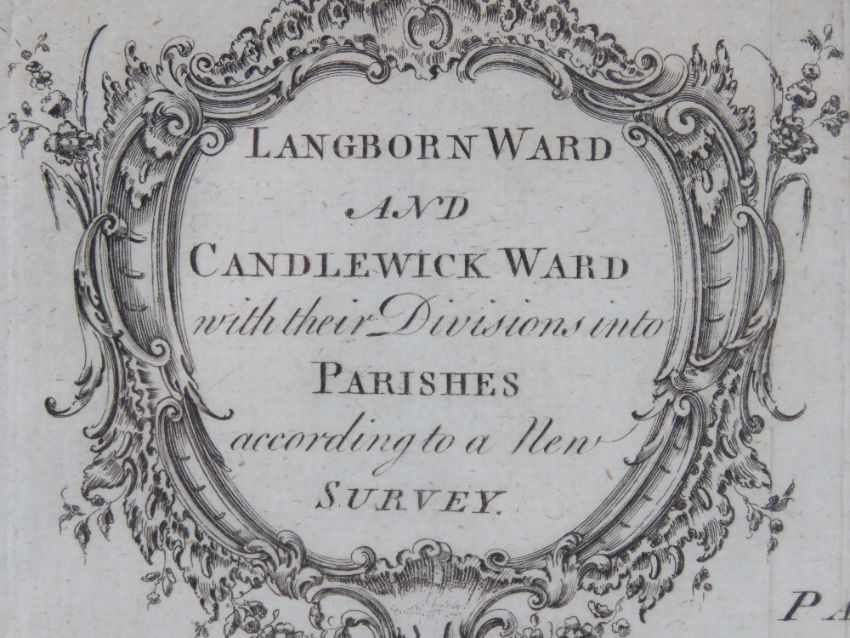 LANGBORN WARD
AND
CANDLEWICK WARD
with their Divisions into
PARISHES
according to a New
SURVEY.
PA